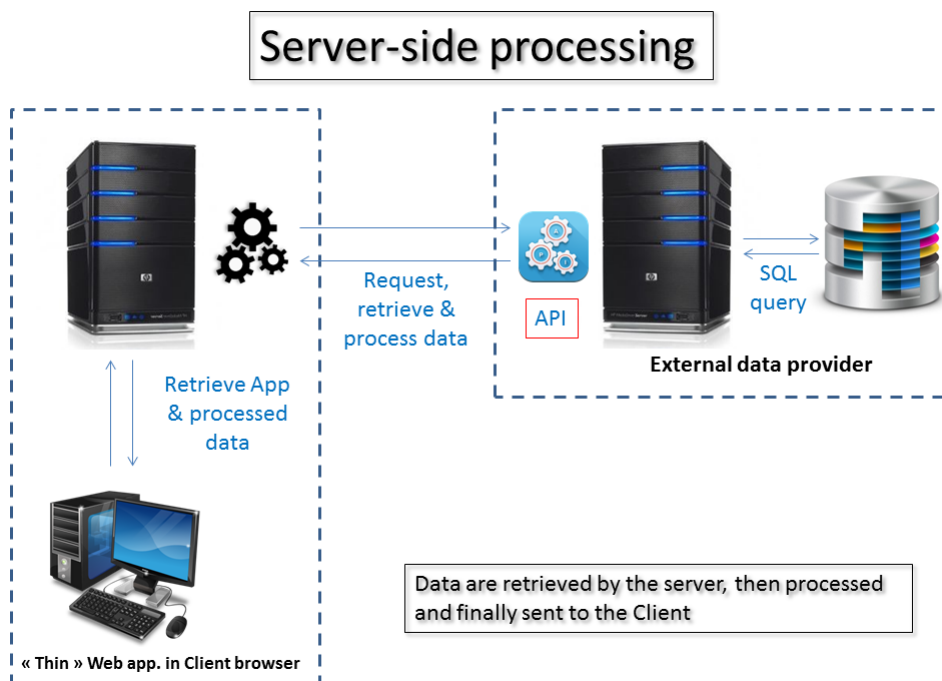 Server-side processing
Request,
retrieve &
process data
API
SQL
query
External data provider
Retrieve App
& processed
data
Data are retrieved by the server, then processed
and finally sent to the Client
« Thin » Web app. in Client browser